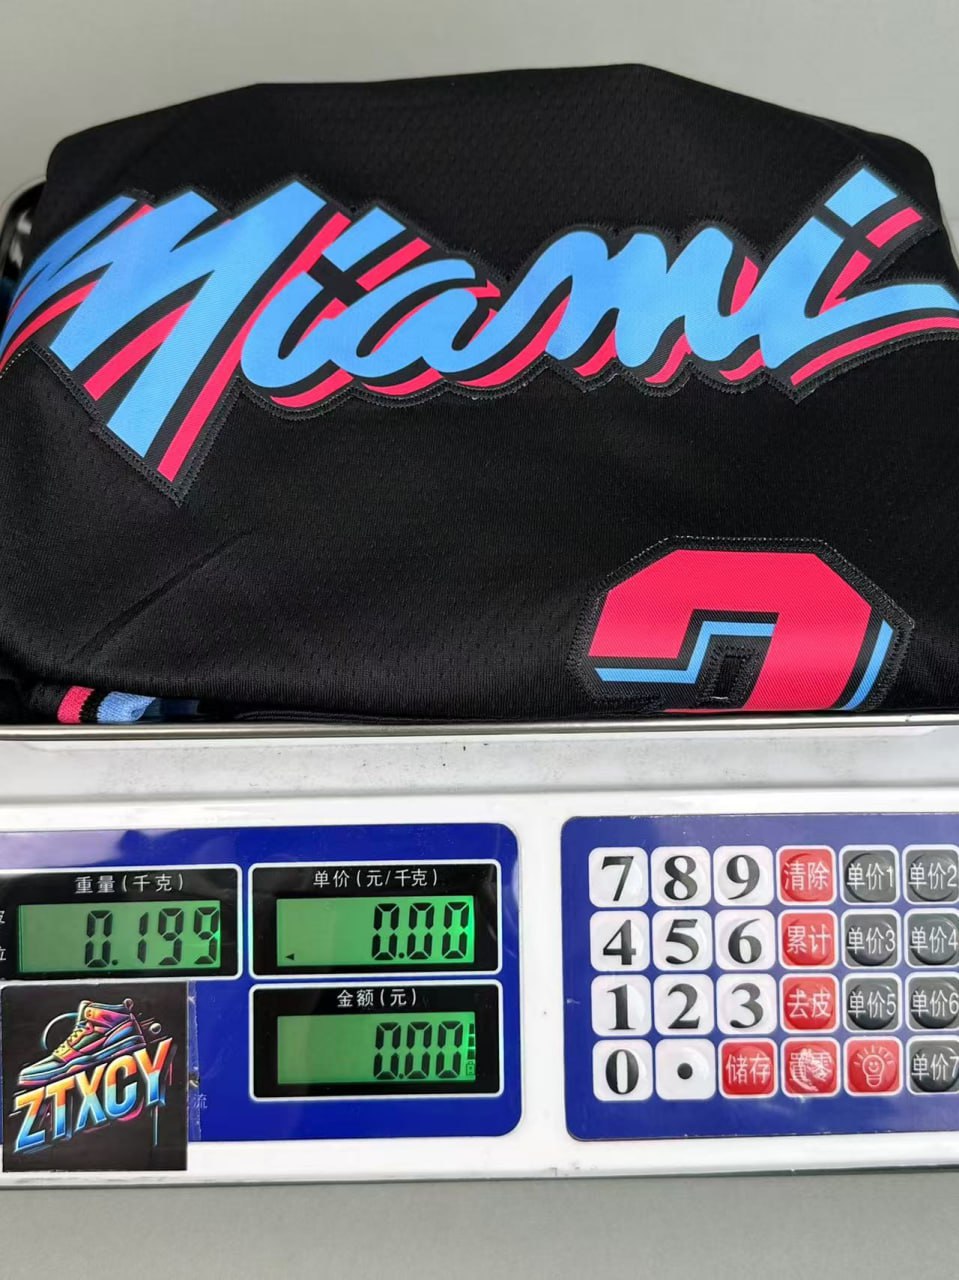 Miami
重量(千克)
单价(元/千克)
0.199
0.00
金额(元)
0.00
ZTXCY
流
7 8 9 清除 单价1 单价2
4 5 6 累计 单价3 单价4
1 2 3 去皮 单价5 单价6
0 . 储存 置零 单价7